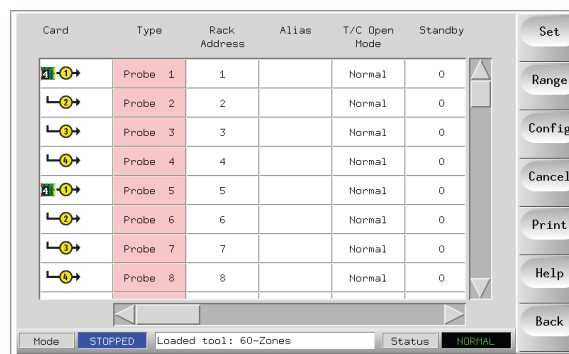 Card Type Rack Address Alias T/C Open Mode Standby
4 1 Probe 1 1 Normal 0
2 Probe 2 2 Normal 0
3 Probe 3 3 Normal 0
4 Probe 4 4 Normal 0
4 1 Probe 5 5 Normal 0
2 Probe 6 6 Normal 0
3 Probe 7 7 Normal 0
4 Probe 8 8 Normal 0
Mode STOPPED Loaded tool: 60-Zones Status NORMAL
Set
Range
Config
Cancel
Print
Help
Back